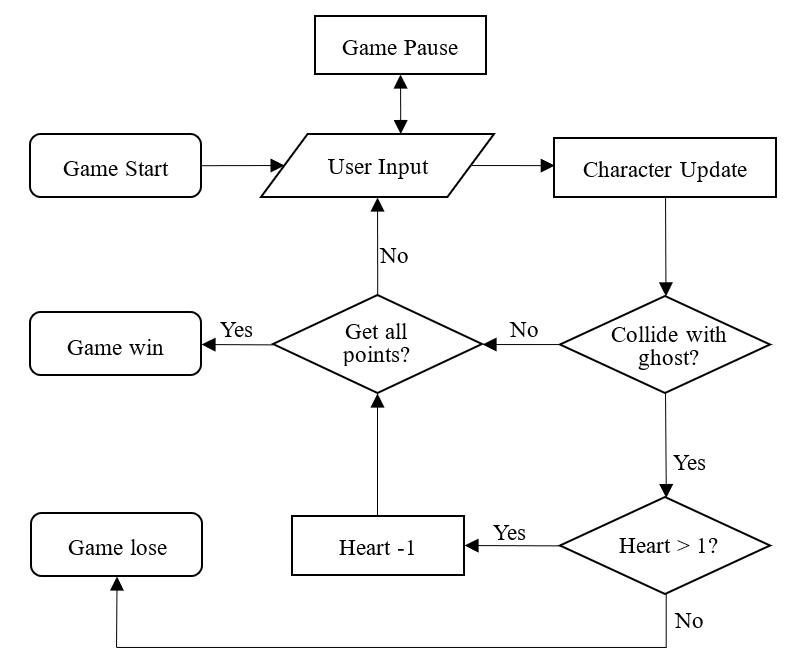 Game Pause
Game Start
User Input
Character Update
No
Game win
Yes
Get all
points?
No
Collide with
ghost?
Yes
Game lose
Heart -1
Yes
Heart > 1?
No